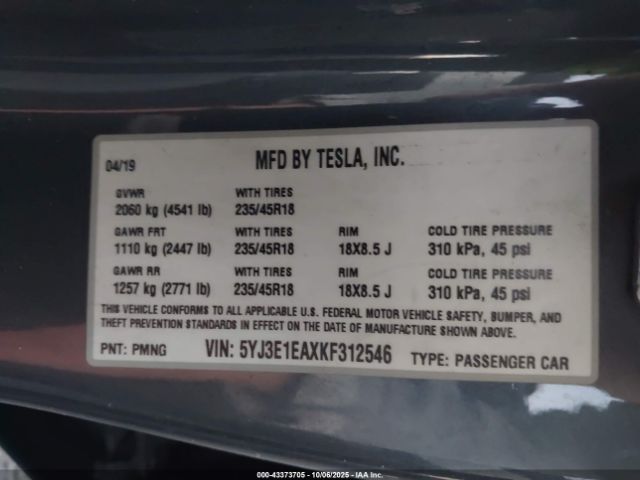 04/19 MFD BY TESLA, INC.
GVWR WITH TIRES
2060 kg (4541 lb) 235/45R18
GAWR FRT WITH TIRES RIM COLD TIRE PRESSURE
1110 kg (2447 lb) 235/45R18 18X8.5 J 310 kPa, 45 psi
GAWR RR WITH TIRES RIM COLD TIRE PRESSURE
1257 kg (2771 lb) 235/45R18 18X8.5 J 310 kPa, 45 psi
THIS VEHICLE CONFORMS TO ALL APPLICABLE U.S. FEDERAL MOTOR VEHICLE SAFETY, BUMPER, AND
THEFT PREVENTION STANDARDS IN EFFECT ON THE DATE OF MANUFACTURE SHOWN ABOVE.
PNT: PMNG VIN: 5YJ3E1EAXKF312546 TYPE: PASSENGER CAR
000-43373705 - 10/06/2025 - IAA Inc.